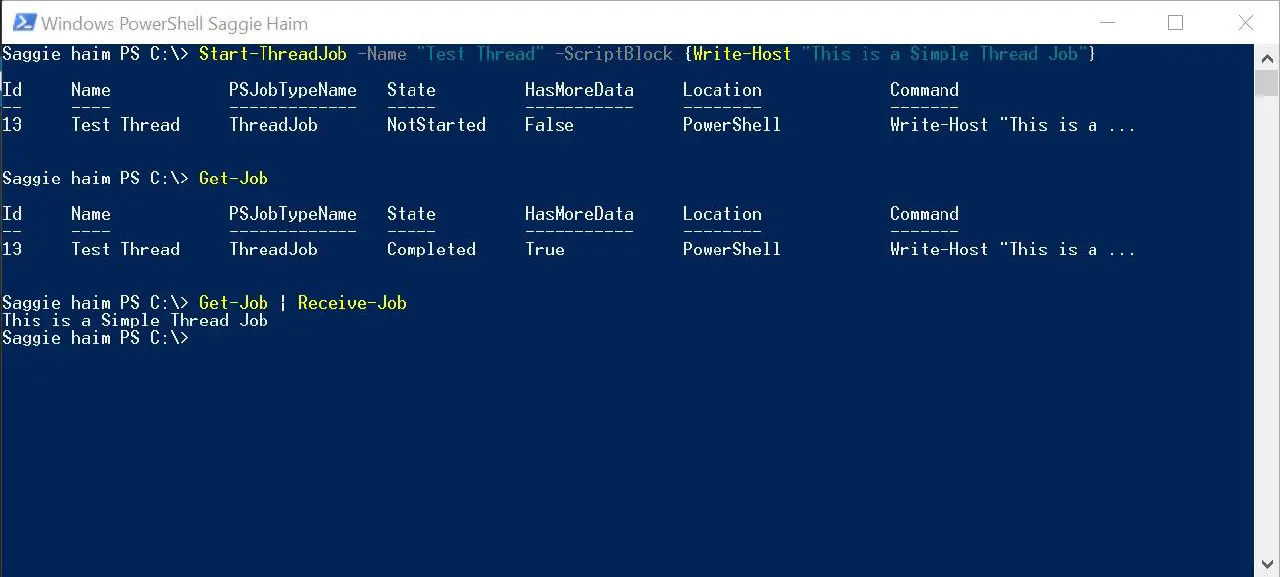 Windows PowerShell Saggie Haim
Saggie haim PS C:\> Start-ThreadJob -Name "Test Thread" -ScriptBlock {Write-Host "This is a Simple Thread Job"}
Id Name PSJobTypeName State HasMoreData Location Command
-- ---- ------------- ----- ----------- -------- -------
13 Test Thread ThreadJob NotStarted False PowerShell Write-Host "This is a ...
Saggie haim PS C:\> Get-Job
Id Name PSJobTypeName State HasMoreData Location Command
-- ---- ------------- ----- ----------- -------- -------
13 Test Thread ThreadJob Completed True PowerShell Write-Host "This is a ...
Saggie haim PS C:\> Get-Job | Receive-Job
This is a Simple Thread Job
Saggie haim PS C:\>